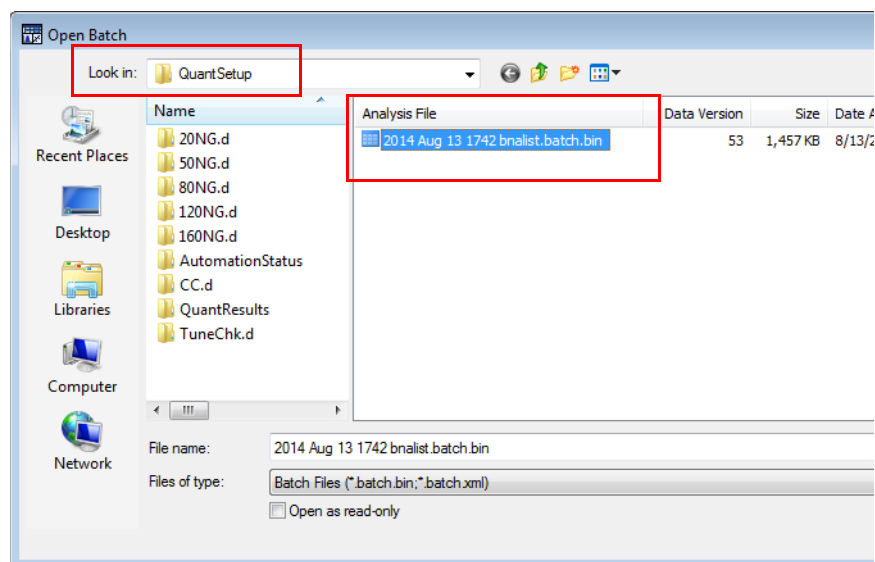 Open Batch
Look in: QuantSetup
Recent Places
Desktop
Libraries
Computer
Network
Name
20NG.d
50NG.d
80NG.d
120NG.d
160NG.d
AutomationStatus
CC.d
QuantResults
TuneChk.d
Analysis File Data Version Size Date A
2014 Aug 13 1742 bnalist.batch.bin 53 1,457 KB 8/13/2
File name: 2014 Aug 13 1742 bnalist.batch.bin
Files of type: Batch Files (*.batch.bin;*.batch.xml)
Open as read-only